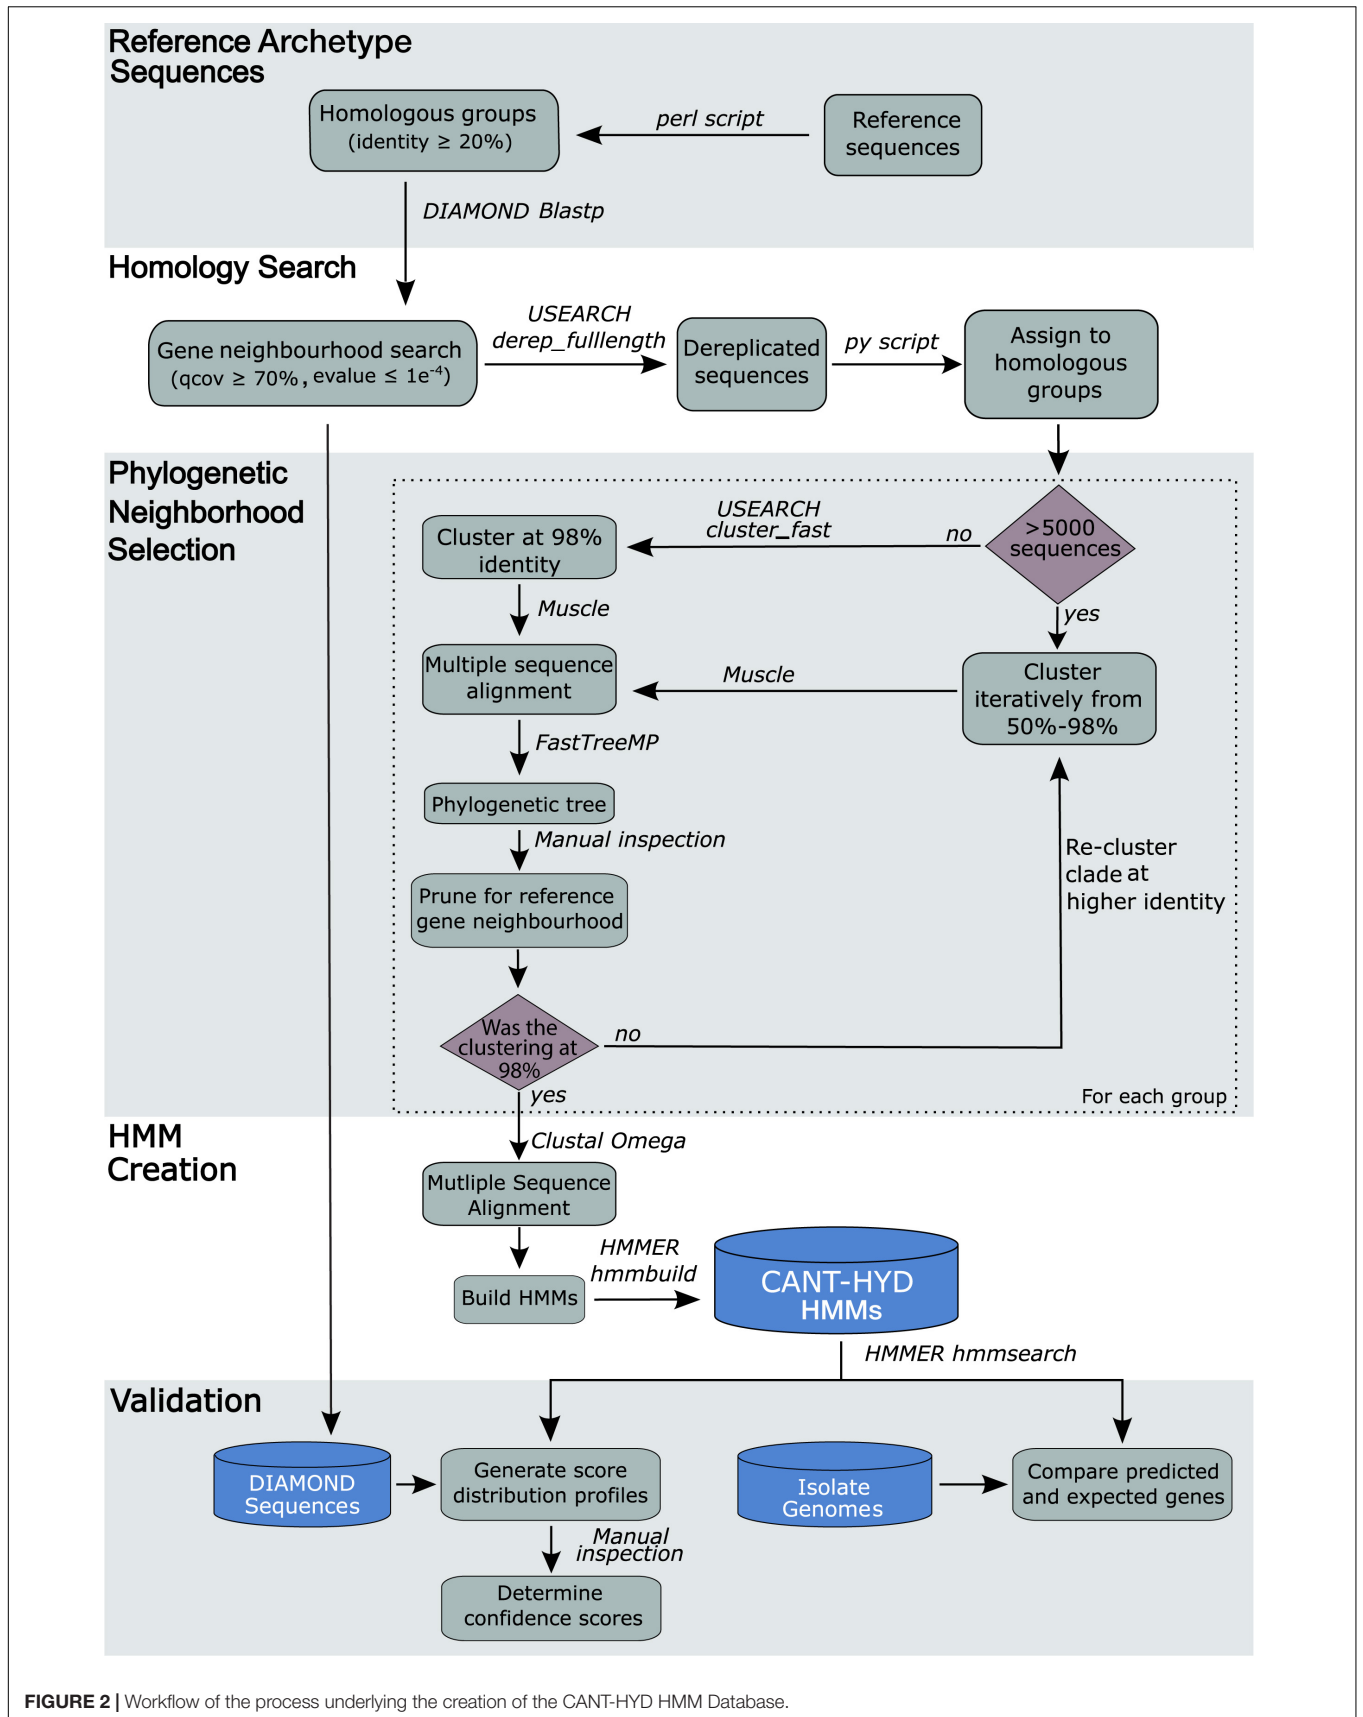 Reference Archetype
Sequences
Homologous groups
(identity ≥ 20%)
perl script
Reference
sequences
DIAMOND Blastp
Homology Search
Gene neighbourhood search
(qcov ≥ 70%, evalue ≤ 1e⁻⁴)
USEARCH
derep_fulllength
Dereplicated
sequences
py script
Assign to
homologous
groups
Phylogenetic
Neighborhood
Selection
>5000
sequences
no
USEARCH
cluster_fast
Cluster at 98%
identity
yes
Muscle
Cluster
iteratively from
50%-98%
Muscle
Multiple sequence
alignment
FastTreeMP
Phylogenetic tree
Manual inspection
Prune for reference
gene neighbourhood
Re-cluster
clade at
higher identity
Was the
clustering at
98%
no
yes
For each group
HMM
Creation
Clustal Omega
Mutliple Sequence
Alignment
Build HMMs
HMMER
hmmbuild
CANT-HYD
HMMs
HMMER hmmsearch
Validation
DIAMOND
Sequences
Generate score
distribution profiles
Isolate
Genomes
Compare predicted
and expected genes
Manual
inspection
Determine
confidence scores
FIGURE 2 | Workflow of the process underlying the creation of the CANT-HYD HMM Database.